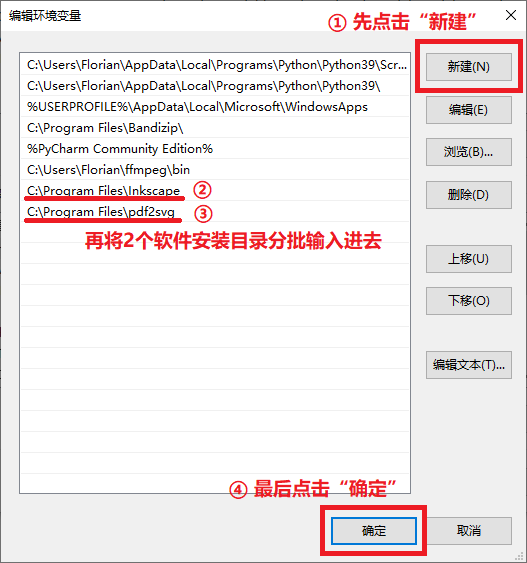 编辑环境变量
① 先点击“新建”
C:\Users\Florian\AppData\Local\Programs\Python\Python39\Scr...
C:\Users\Florian\AppData\Local\Programs\Python\Python39\
%USERPROFILE%\AppData\Local\Microsoft\WindowsApps
C:\Program Files\Bandizip\
%PyCharm Community Edition%
C:\Users\Florian\ffmpeg\bin
C:\Program Files\Inkscape ②
C:\Program Files\pdf2svg ③
再将2个软件安装目录分批输入进去
新建(N)
编辑(E)
浏览(B)...
删除(D)
上移(U)
下移(O)
编辑文本(T)...
④ 最后点击“确定”
确定
取消